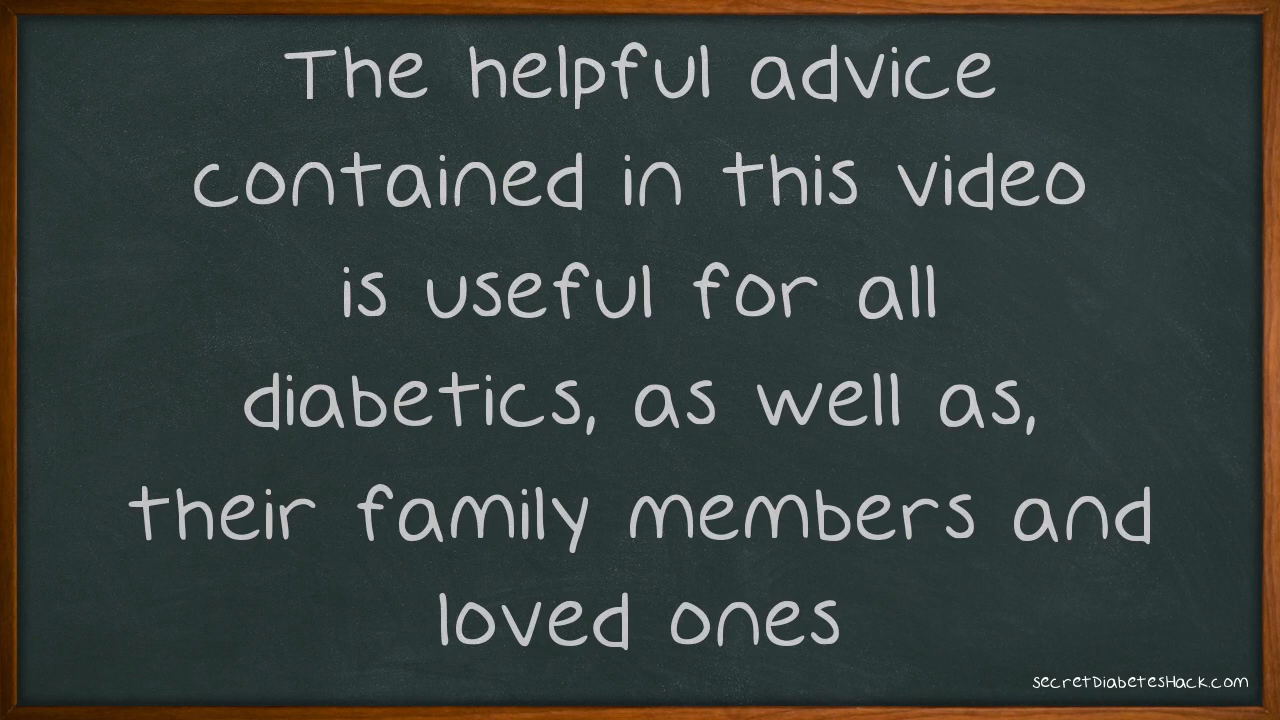 The helpful advice
contained in this video
is useful for all
diabetics, as well as,
their family members and
loved ones
secretDiabetesHack.com